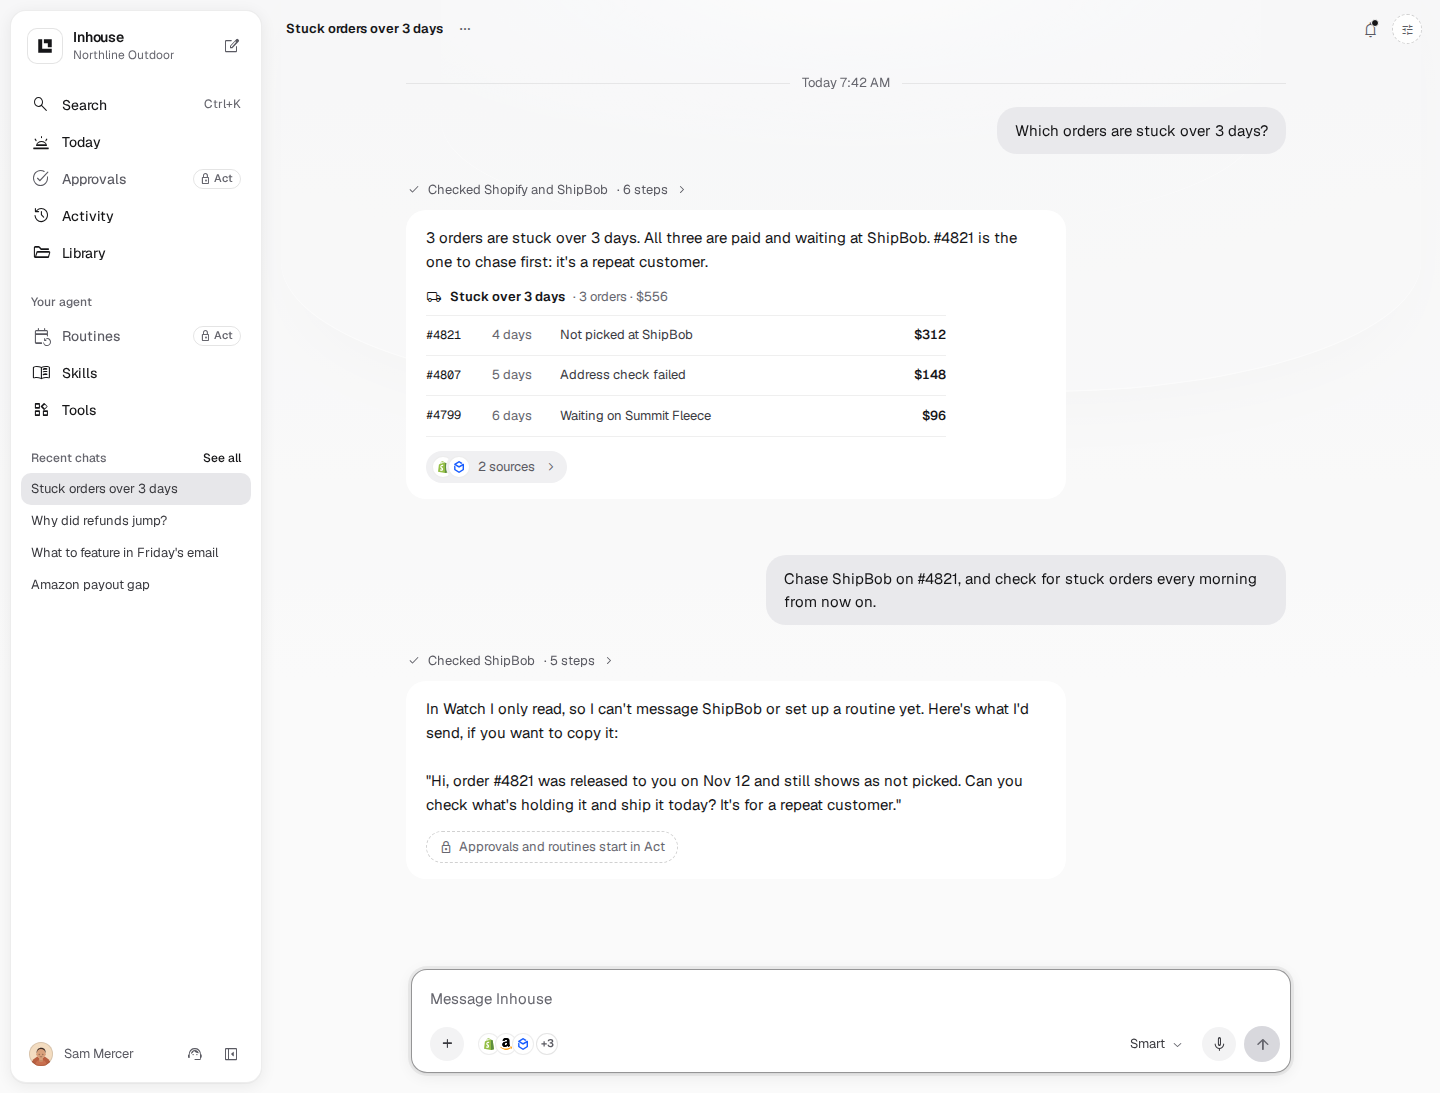 Inhouse
Northline Outdoor
Search Ctrl+K
Today
Approvals Act
Activity
Library
Your agent
Routines Act
Skills
Tools
Recent chats See all
Stuck orders over 3 days
Why did refunds jump?
What to feature in Friday's email
Amazon payout gap
Sam Mercer
Stuck orders over 3 days
Today 7:42 AM
Which orders are stuck over 3 days?
Checked Shopify and ShipBob · 6 steps
3 orders are stuck over 3 days. All three are paid and waiting at ShipBob. #4821 is the
one to chase first: it's a repeat customer.
Stuck over 3 days · 3 orders · $556
#4821 4 days Not picked at ShipBob $312
#4807 5 days Address check failed $148
#4799 6 days Waiting on Summit Fleece $96
2 sources
Chase ShipBob on #4821, and check for stuck orders every morning
from now on.
Checked ShipBob · 5 steps
In Watch I only read, so I can't message ShipBob or set up a routine yet. Here's what I'd
send, if you want to copy it:
"Hi, order #4821 was released to you on Nov 12 and still shows as not picked. Can you
check what's holding it and ship it today? It's for a repeat customer."
Approvals and routines start in Act
Message Inhouse
+3 Smart